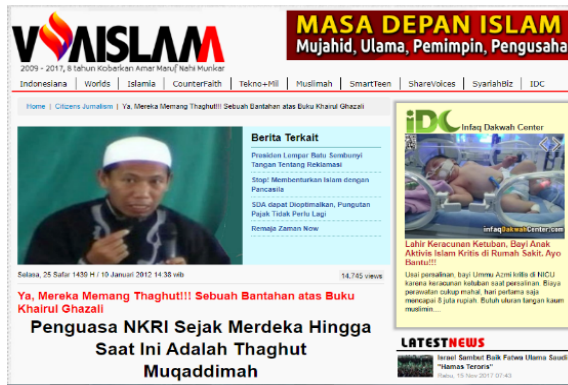 VOAISLAM
2009 - 2017, 8 tahun Kobarkan Amar Maruf Nahi Munkar
MASA DEPAN ISLAM
Mujahid, Ulama, Pemimpin, Pengusaha
Indonesiana | Worlds | Islamia | CounterFaith | Tekno+Mil | Muslimah | SmartTeen | ShareVoices | SyariahBiz | IDC
Home | Citizens Jurnalism | Ya, Mereka Memang Thaghut!!! Sebuah Bantahan atas Buku Khairul Ghazali
Berita Terkait
Presiden Lempar Batu Sembunyi
Tangan Tentang Reklamasi
Stop! Membenturkan Islam dengan
Pancasila
SDA dapat Dioptimalkan, Pungutan
Pajak Tidak Perlu Lagi
Remaja Zaman Now
Selasa, 25 Safar 1439 H / 10 Januari 2012 14:38 wib
14.745 views
Ya, Mereka Memang Thaghut!!! Sebuah Bantahan atas Buku
Khairul Ghazali
Penguasa NKRI Sejak Merdeka Hingga
Saat Ini Adalah Thaghut
Muqaddimah
iDC Infaq Dakwah Center
infaqDakwahCenter.com
Lahir Keracunan Ketuban, Bayi Anak
Aktivis Islam Kritis di Rumah Sakit. Ayo
Bantu!!!
Usai persalinan, bayi Ummu Azmi kritis di NICU
karena keracunan ketuban saat persalinan. Biaya
perawatan cukup mahal, hari pertama saja
mencapai 8 juta rupiah. Butuh uluran tangan kaum
muslimin....
LATESTNEWS
Israel Sambut Baik Fatwa Ulama Saudi
"Hamas Teroris"
Rabu, 15 Nov 2017 07:43